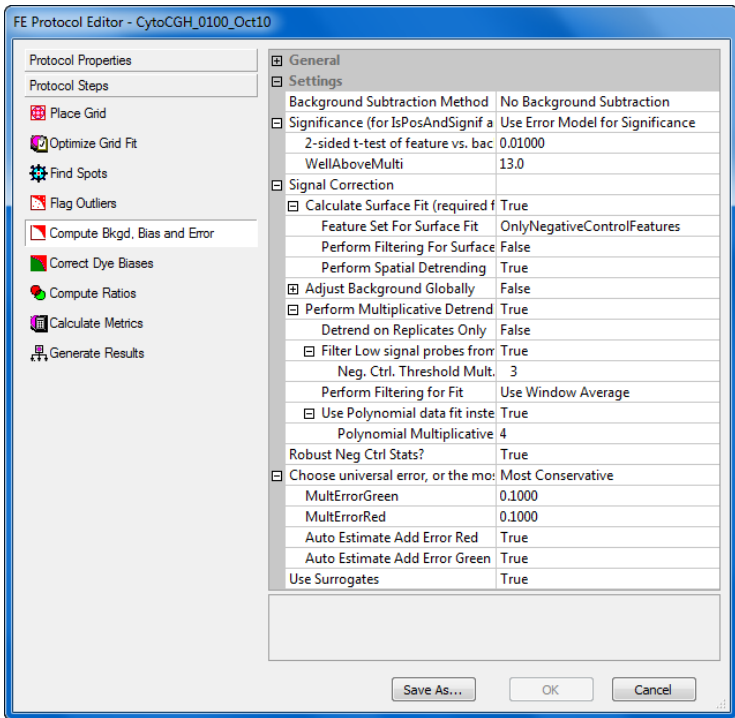 FE Protocol Editor - CytoCGH_0100_Oct10
Protocol Properties
Protocol Steps
Place Grid
Optimize Grid Fit
Find Spots
Flag Outliers
Compute Bkgd, Bias and Error
Correct Dye Biases
Compute Ratios
Calculate Metrics
Generate Results
General
Settings
Background Subtraction Method No Background Subtraction
Significance (for IsPosAndSignif a Use Error Model for Significance
2-sided t-test of feature vs. bac 0.01000
WellAboveMulti 13.0
Signal Correction
Calculate Surface Fit (required f True
Feature Set For Surface Fit OnlyNegativeControlFeatures
Perform Filtering For Surface False
Perform Spatial Detrending True
Adjust Background Globally False
Perform Multiplicative Detrend True
Detrend on Replicates Only False
Filter Low signal probes from True
Neg. Ctrl. Threshold Mult. 3
Perform Filtering for Fit Use Window Average
Use Polynomial data fit inste True
Polynomial Multiplicative 4
Robust Neg Ctrl Stats? True
Choose universal error, or the mo Most Conservative
MultErrorGreen 0.1000
MultErrorRed 0.1000
Auto Estimate Add Error Red True
Auto Estimate Add Error Green True
Use Surrogates True
Save As... OK Cancel